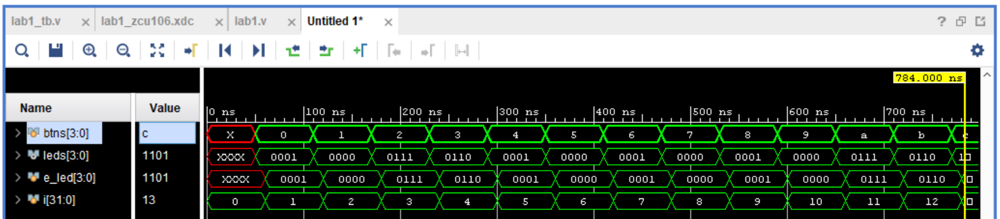 lab1_tb.v × lab1_zcu106.xdc × lab1.v × Untitled 1* × ?
784.000 ns
Name Value 0 ns 100 ns 200 ns 300 ns 400 ns 500 ns 600 ns 700 ns
btns[3:0] c X 0 1 2 3 4 5 6 7 8 9 a b c
leds[3:0] 1101 XXXX 0001 0000 0111 0110 0001 0000 0001 0000 0001 0000 0111 0110
e_led[3:0] 1101 XXXX 0001 0000 0111 0110 0001 0000 0001 0000 0001 0000 0111 0110
i[31:0] 13 0 1 2 3 4 5 6 7 8 9 10 11 12